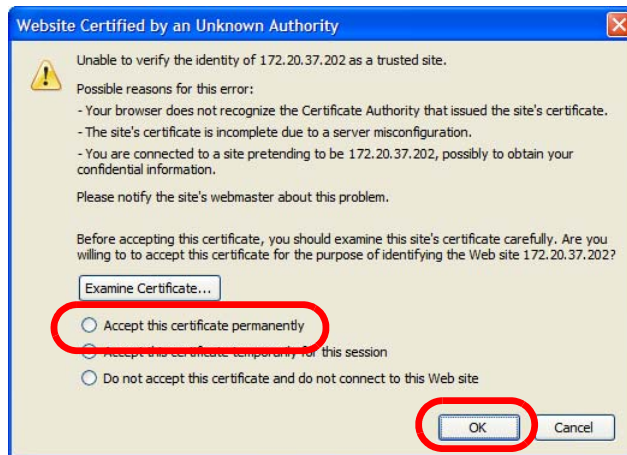 Website Certified by an Unknown Authority
Unable to verify the identity of 172.20.37.202 as a trusted site.
Possible reasons for this error:
- Your browser does not recognize the Certificate Authority that issued the site's certificate.
- The site's certificate is incomplete due to a server misconfiguration.
- You are connected to a site pretending to be 172.20.37.202, possibly to obtain your
confidential information.
Please notify the site's webmaster about this problem.
Before accepting this certificate, you should examine this site's certificate carefully. Are you
willing to to accept this certificate for the purpose of identifying the Web site 172.20.37.202?
Examine Certificate...
Accept this certificate permanently
Accept this certificate temporarily for this session
Do not accept this certificate and do not connect to this Web site
OK Cancel